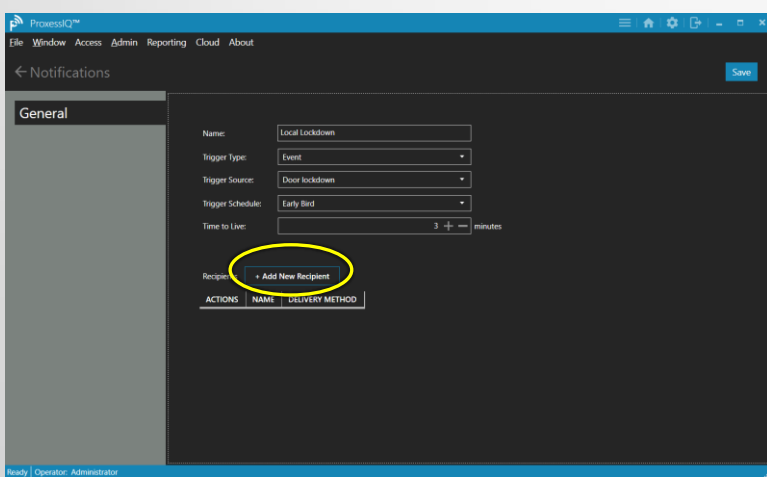 ProxessIQ™
File Window Access Admin Reporting Cloud About
Notifications
Save
General
Name: Local Lockdown
Trigger Type: Event
Trigger Source: Door lockdown
Trigger Schedule: Early Bird
Time to Live: 3 minutes
+ Add New Recipient
ACTIONS NAME DELIVERY METHOD
Ready Operator: Administrator